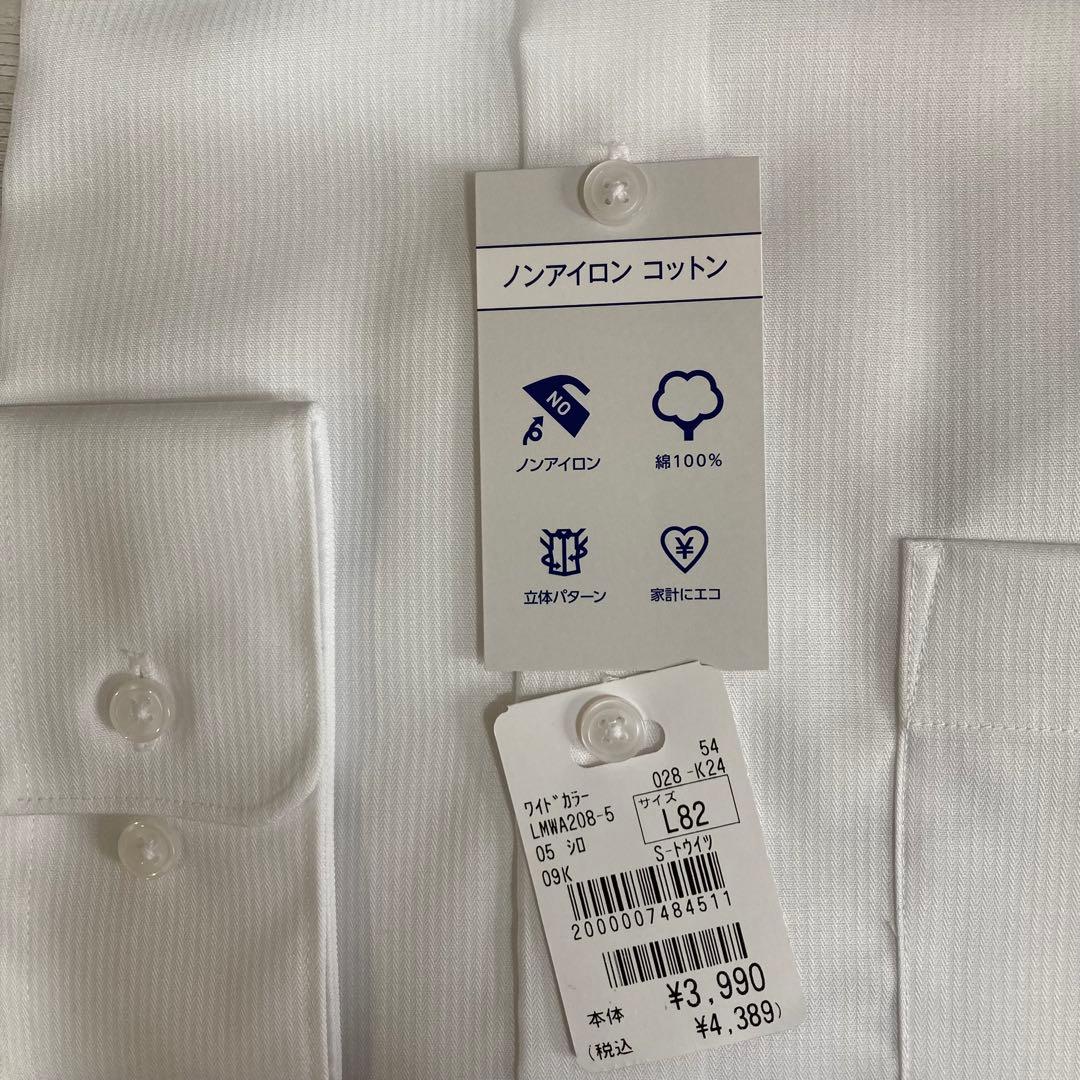 ノンアイロン コットン
NO
ノンアイロン
綿100%
立体パターン
¥
家計にエコ
54
028-K24
ワイドカラー
LMWA208-5
サイズ
L82
05 シロ
S-トウイツ
09K
2000007484511
本体 ¥3,990
(税込 ¥4,389)